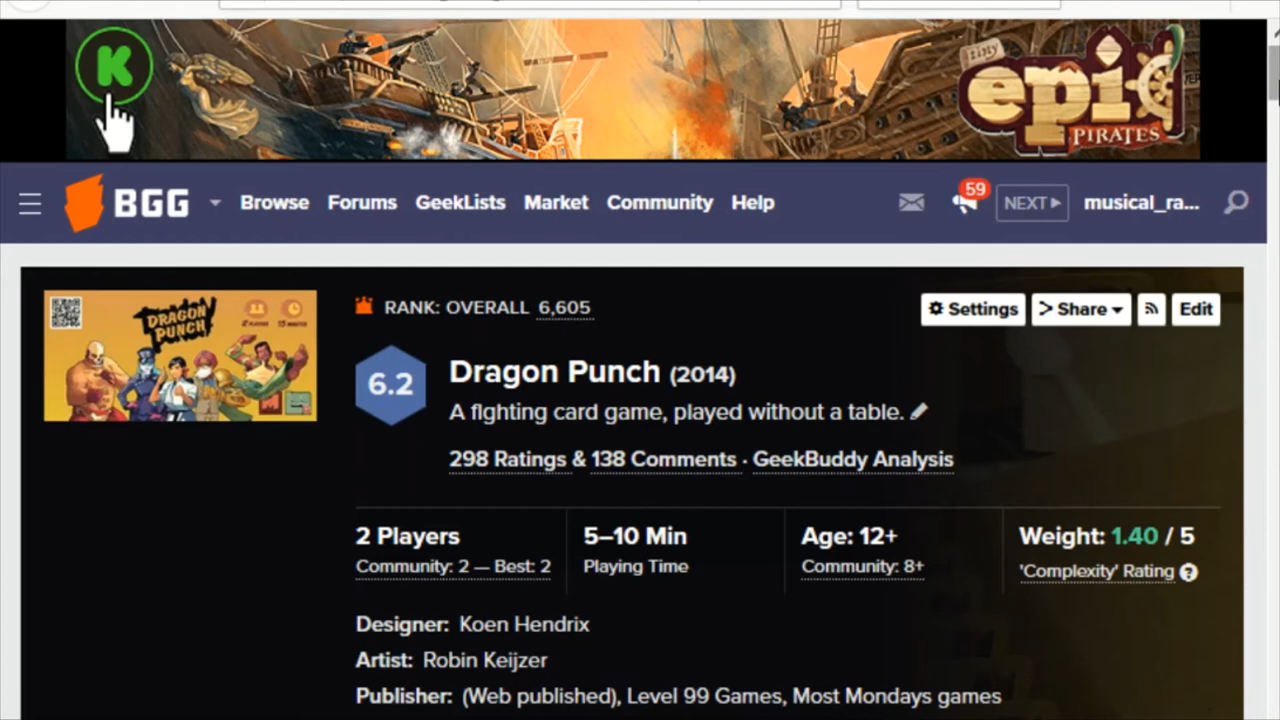 K
tiny
epic
PIRATES
BGG
Browse Forums GeekLists Market Community Help
59
NEXT
musical_ra...
DRAGON
PUNCH
RANK: OVERALL 6,605
Settings
Share
Edit
6.2
Dragon Punch (2014)
A fighting card game, played without a table.
298 Ratings & 138 Comments · GeekBuddy Analysis
2 Players
Community: 2 — Best: 2
5–10 Min
Playing Time
Age: 12+
Community: 8+
Weight: 1.40 / 5
'Complexity' Rating ?
Designer: Koen Hendrix
Artist: Robin Keijzer
Publisher: (Web published), Level 99 Games, Most Mondays games